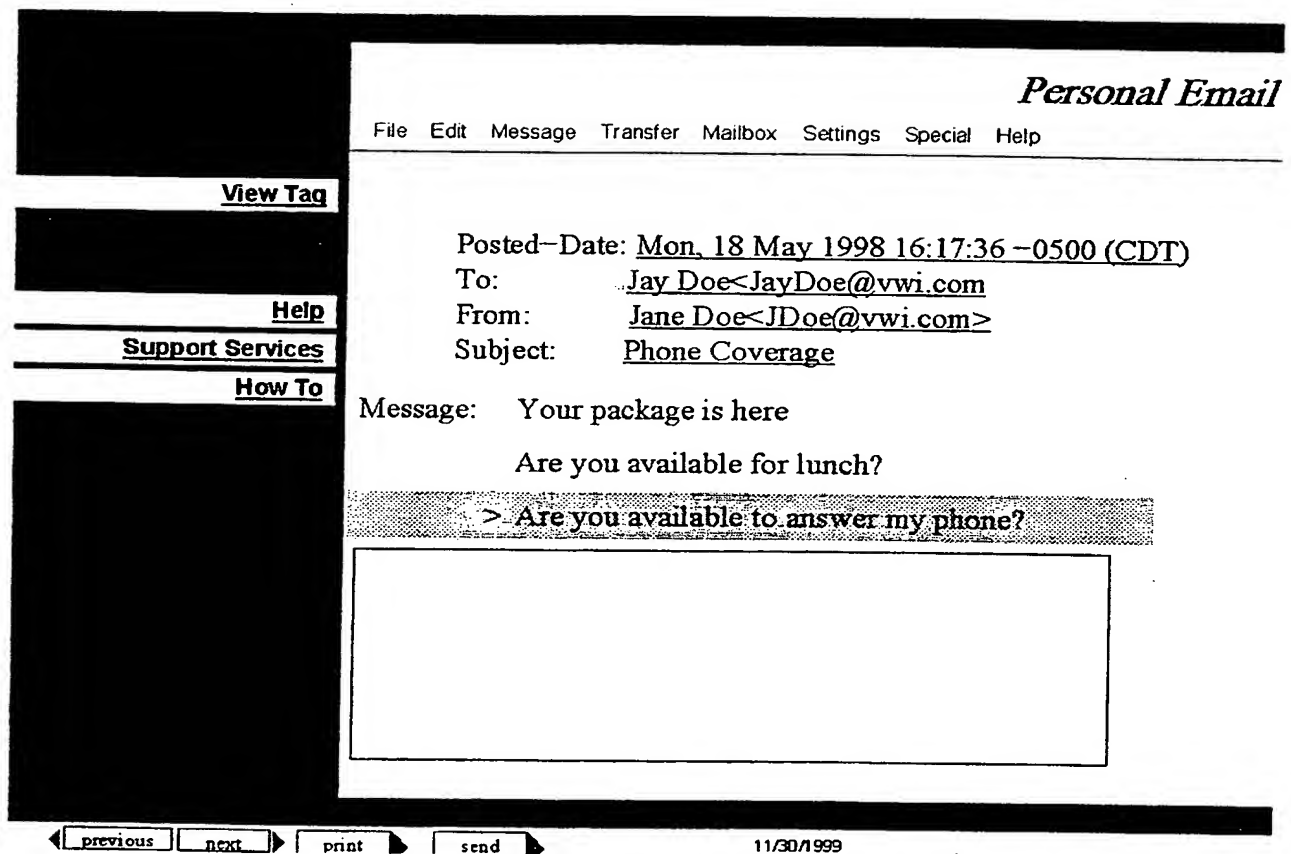 Personal Email
File Edit Message Transfer Mailbox Settings Special Help
View Tag
Help
Support Services
How To
Posted-Date: Mon, 18 May 1998 16:17:36 -0500 (CDT)
To: Jay Doe<JayDoe@vwi.com
From: Jane Doe<JDoe@vwi.com>
Subject: Phone Coverage
Message: Your package is here
Are you available for lunch?
> Are you available to answer my phone?
previous next print send 11/30/1999